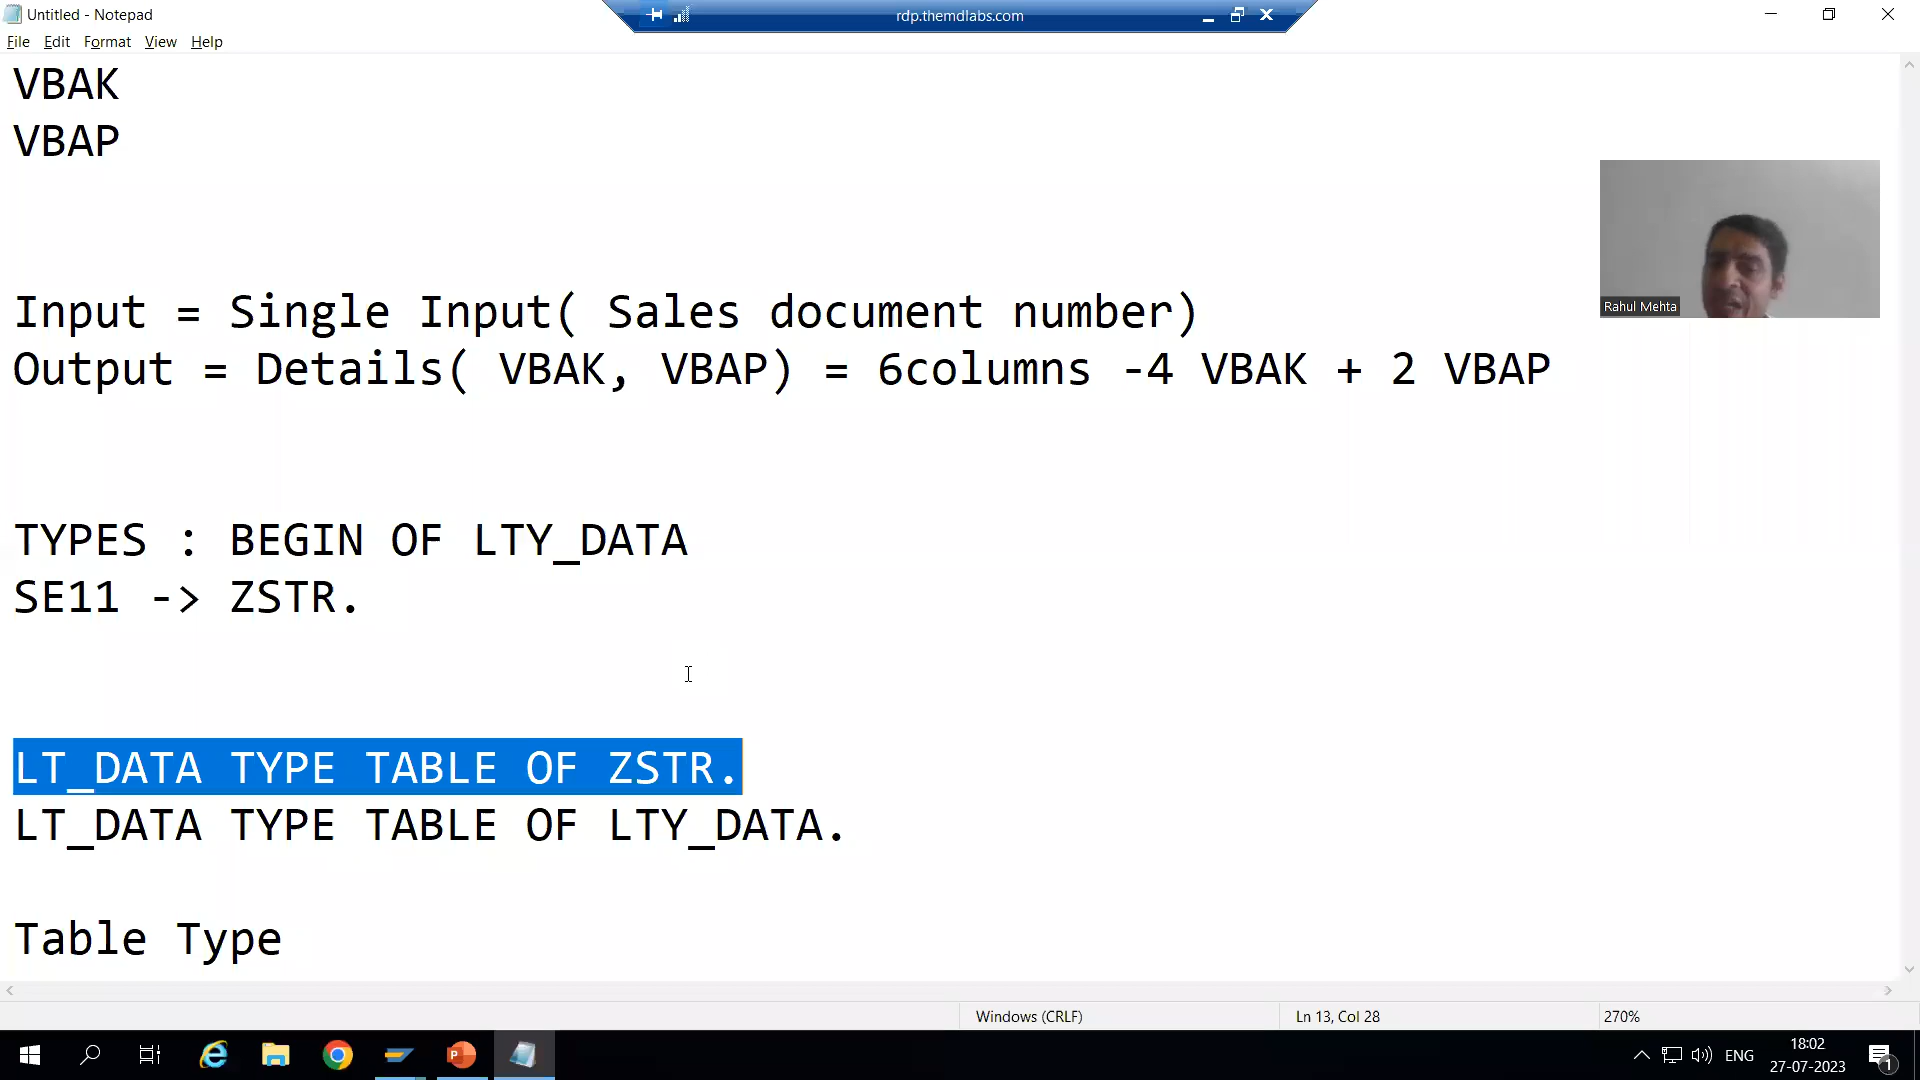 Untitled - Notepad
rdp.themdlabs.com
File Edit Format View Help
VBAK
VBAP
Rahul Mehta
Input = Single Input( Sales document number)
Output = Details( VBAK, VBAP) = 6columns -4 VBAK + 2 VBAP
TYPES : BEGIN OF LTY_DATA
SE11 -> ZSTR.
LT_DATA TYPE TABLE OF ZSTR.
LT_DATA TYPE TABLE OF LTY_DATA.
Table Type
Windows (CRLF) Ln 13, Col 28 270%
18:02
ENG
27-07-2023
1